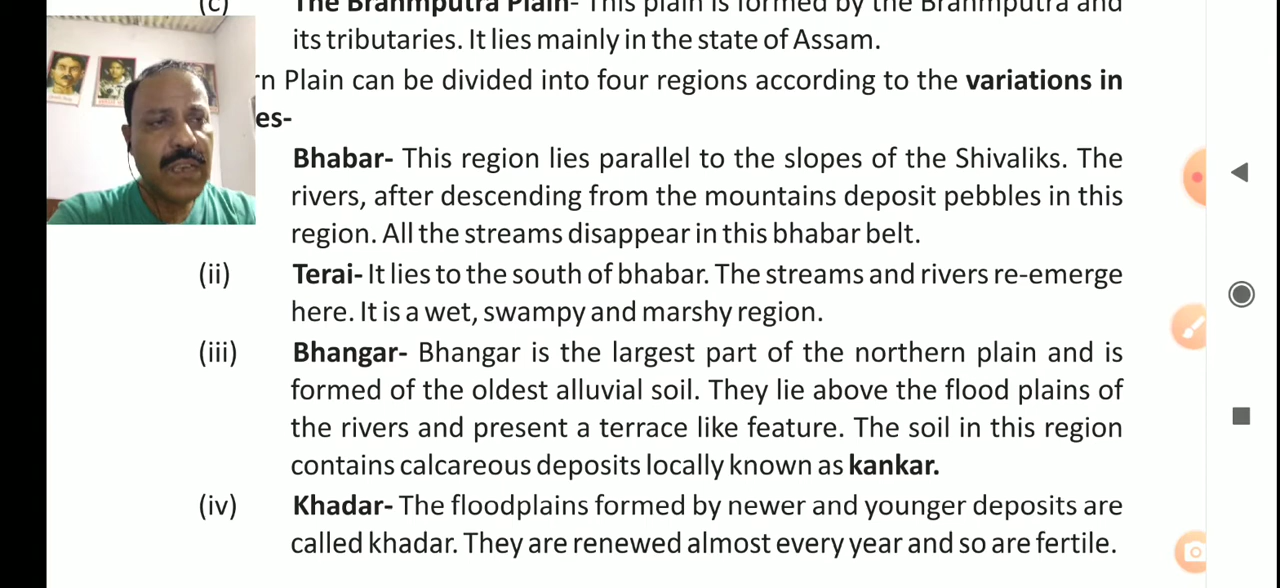 (c) The Brahmputra Plain- This plain is formed by the Brahmputra and
its tributaries. It lies mainly in the state of Assam.
rn Plain can be divided into four regions according to the variations in
es-
Bhabar- This region lies parallel to the slopes of the Shivaliks. The
rivers, after descending from the mountains deposit pebbles in this
region. All the streams disappear in this bhabar belt.
(ii) Terai- It lies to the south of bhabar. The streams and rivers re-emerge
here. It is a wet, swampy and marshy region.
(iii) Bhangar- Bhangar is the largest part of the northern plain and is
formed of the oldest alluvial soil. They lie above the flood plains of
the rivers and present a terrace like feature. The soil in this region
contains calcareous deposits locally known as kankar.
(iv) Khadar- The floodplains formed by newer and younger deposits are
called khadar. They are renewed almost every year and so are fertile.